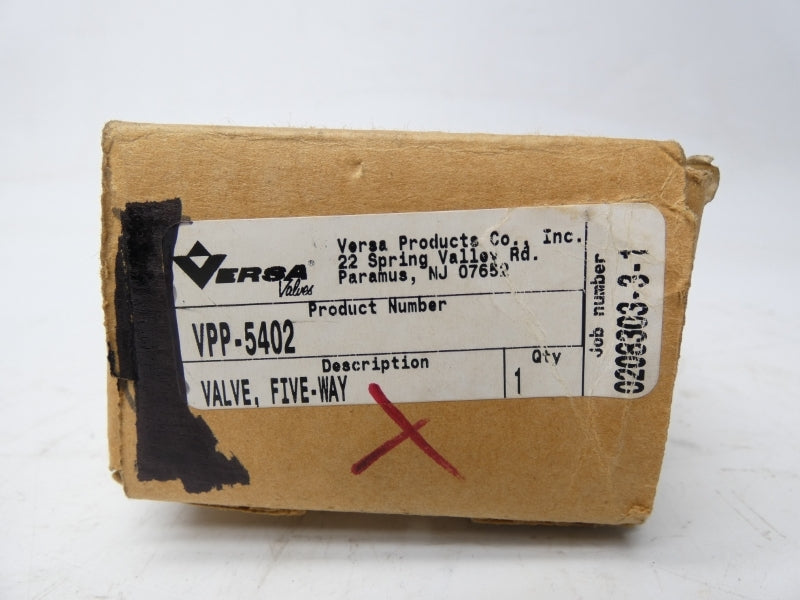 VERSA®
Valves
Versa Products Co., Inc.
22 Spring Valley Rd.
Paramus, NJ 07652
Product Number
VPP-5402
Description
VALVE, FIVE-WAY
Qty
1
Job number
0208303-3-1